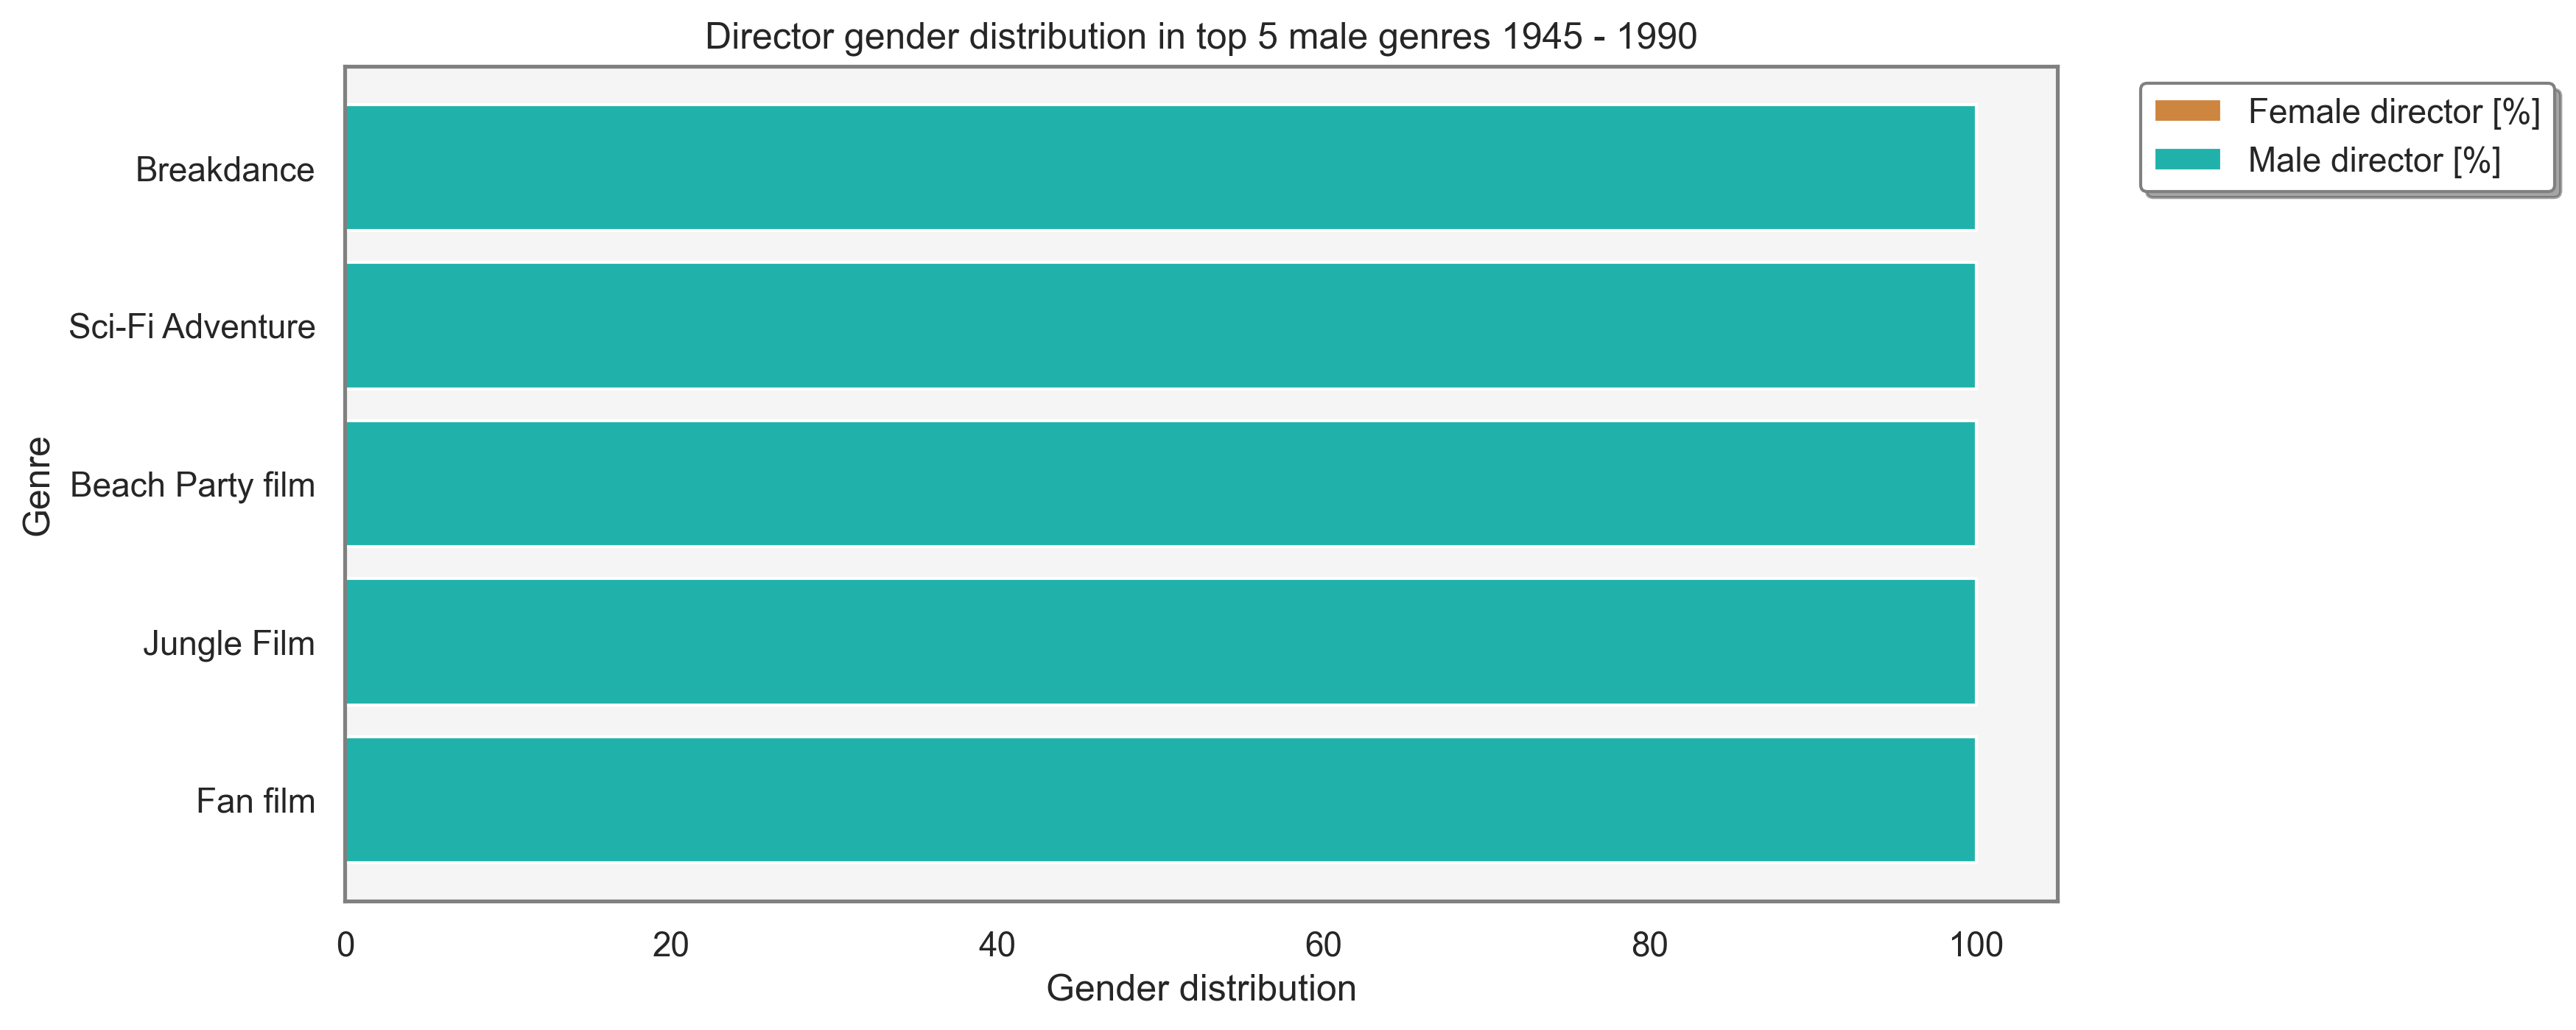 Director gender distribution in top 5 male genres 1945 - 1990
Female director [%]
Male director [%]
Genre
Breakdance
Sci-Fi Adventure
Beach Party film
Jungle Film
Fan film
0 20 40 60 80 100
Gender distribution